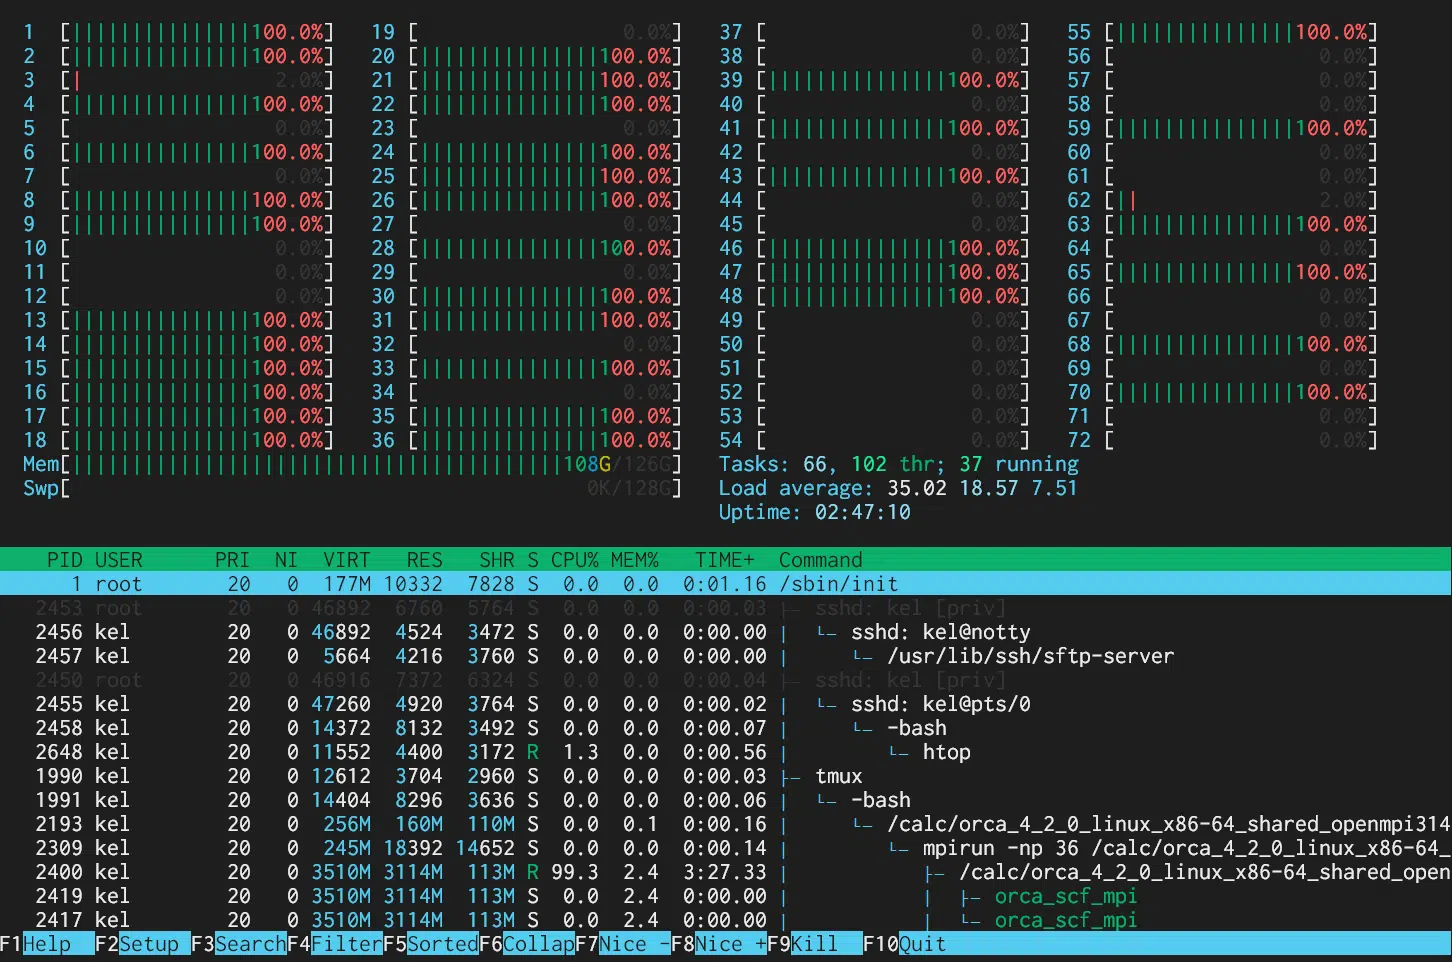 1 [|||||||||||||||100.0%] 19 [ 0.0%] 37 [ 0.0%] 55 [|||||||||||||||100.0%]
2 [|||||||||||||||100.0%] 20 [|||||||||||||||100.0%] 38 [ 0.0%] 56 [ 0.0%]
3 [| 2.0%] 21 [|||||||||||||||100.0%] 39 [|||||||||||||||100.0%] 57 [ 0.0%]
4 [|||||||||||||||100.0%] 22 [|||||||||||||||100.0%] 40 [ 0.0%] 58 [ 0.0%]
5 [ 0.0%] 23 [ 0.0%] 41 [|||||||||||||||100.0%] 59 [|||||||||||||||100.0%]
6 [|||||||||||||||100.0%] 24 [|||||||||||||||100.0%] 42 [ 0.0%] 60 [ 0.0%]
7 [ 0.0%] 25 [|||||||||||||||100.0%] 43 [|||||||||||||||100.0%] 61 [ 0.0%]
8 [|||||||||||||||100.0%] 26 [|||||||||||||||100.0%] 44 [ 0.0%] 62 [|| 2.0%]
9 [|||||||||||||||100.0%] 27 [ 0.0%] 45 [ 0.0%] 63 [|||||||||||||||100.0%]
10 [ 0.0%] 28 [|||||||||||||||100.0%] 46 [|||||||||||||||100.0%] 64 [ 0.0%]
11 [ 0.0%] 29 [ 0.0%] 47 [|||||||||||||||100.0%] 65 [|||||||||||||||100.0%]
12 [ 0.0%] 30 [|||||||||||||||100.0%] 48 [|||||||||||||||100.0%] 66 [ 0.0%]
13 [|||||||||||||||100.0%] 31 [|||||||||||||||100.0%] 49 [ 0.0%] 67 [ 0.0%]
14 [|||||||||||||||100.0%] 32 [ 0.0%] 50 [ 0.0%] 68 [|||||||||||||||100.0%]
15 [|||||||||||||||100.0%] 33 [|||||||||||||||100.0%] 51 [ 0.0%] 69 [ 0.0%]
16 [|||||||||||||||100.0%] 34 [ 0.0%] 52 [ 0.0%] 70 [|||||||||||||||100.0%]
17 [|||||||||||||||100.0%] 35 [|||||||||||||||100.0%] 53 [ 0.0%] 71 [ 0.0%]
18 [|||||||||||||||100.0%] 36 [|||||||||||||||100.0%] 54 [ 0.0%] 72 [ 0.0%]
Mem[|||||||||||||||||||||||||||||||||||||||||108G/126G] Tasks: 66, 102 thr; 37 running
Swp[ 0K/128G] Load average: 35.02 18.57 7.51
Uptime: 02:47:10
PID USER PRI NI VIRT RES SHR S CPU% MEM% TIME+ Command
1 root 20 0 177M 10332 7828 S 0.0 0.0 0:01.16 /sbin/init
2453 root 20 0 46892 6760 5764 S 0.0 0.0 0:00.03 ├─ sshd: kel [priv]
2456 kel 20 0 46892 4524 3472 S 0.0 0.0 0:00.00 │ └─ sshd: kel@notty
2457 kel 20 0 5664 4216 3760 S 0.0 0.0 0:00.00 │ └─ /usr/lib/ssh/sftp-server
2450 root 20 0 46916 7372 6324 S 0.0 0.0 0:00.04 ├─ sshd: kel [priv]
2455 kel 20 0 47260 4920 3764 S 0.0 0.0 0:00.02 │ └─ sshd: kel@pts/0
2458 kel 20 0 14372 8132 3492 S 0.0 0.0 0:00.07 │ └─ -bash
2648 kel 20 0 11552 4400 3172 R 1.3 0.0 0:00.56 │ └─ htop
1990 kel 20 0 12612 3704 2960 S 0.0 0.0 0:00.03 ├─ tmux
1991 kel 20 0 14404 8296 3636 S 0.0 0.0 0:00.06 │ └─ -bash
2193 kel 20 0 256M 160M 110M S 0.0 0.1 0:00.16 │ └─ /calc/orca_4_2_0_linux_x86-64_shared_openmpi314
2309 kel 20 0 245M 18392 14652 S 0.0 0.0 0:00.14 │ └─ mpirun -np 36 /calc/orca_4_2_0_linux_x86-64_
2400 kel 20 0 3510M 3114M 113M R 99.3 2.4 3:27.33 │ ├─ /calc/orca_4_2_0_linux_x86-64_shared_open
2419 kel 20 0 3510M 3114M 113M S 0.0 2.4 0:00.00 │ │ ├─ orca_scf_mpi
2417 kel 20 0 3510M 3114M 113M S 0.0 2.4 0:00.00 │ │ └─ orca_scf_mpi
F1Help F2Setup F3SearchF4FilterF5SortedF6CollapF7Nice -F8Nice +F9Kill F10Quit